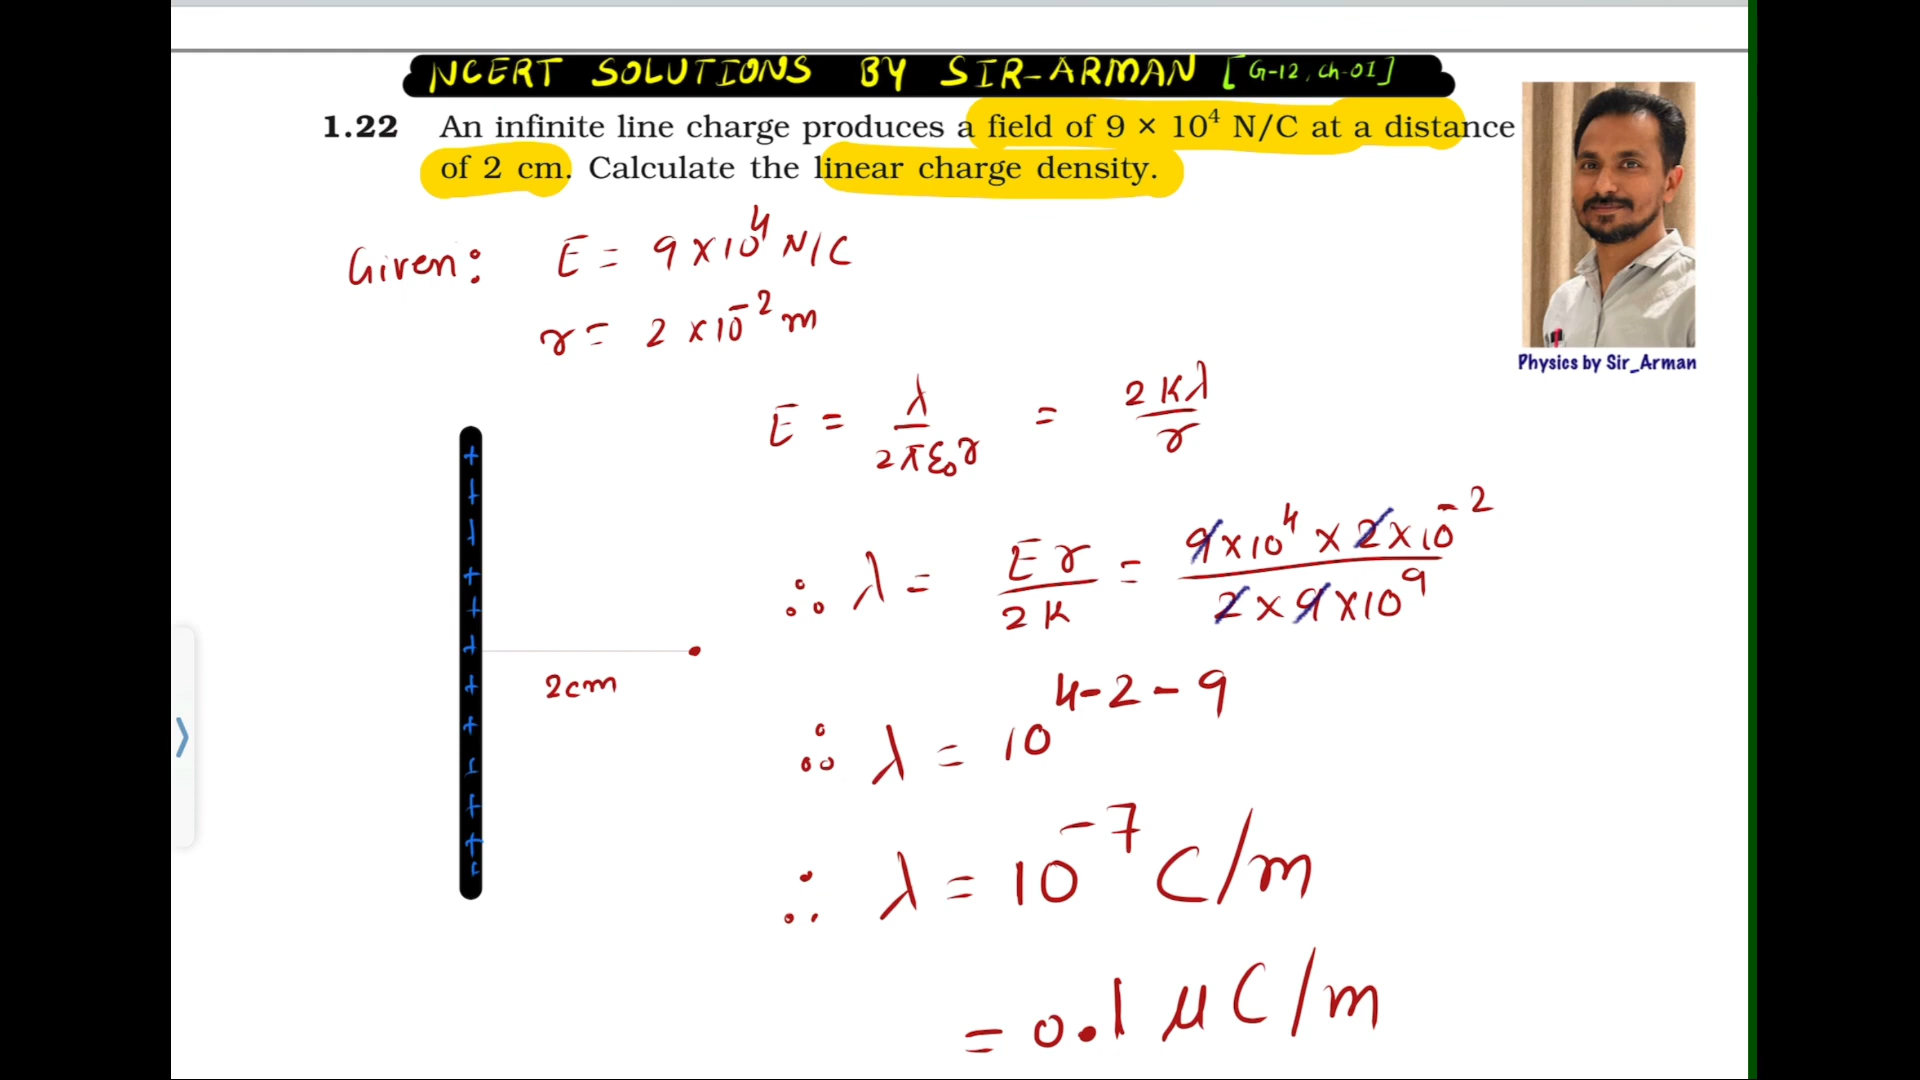 NCERT SOLUTIONS BY SIR-ARMAN [G-12, Ch-01]
1.22 An infinite line charge produces a field of 9 × 10⁴ N/C at a distance
of 2 cm. Calculate the linear charge density.
Physics by Sir_Arman
Given: E = 9×10⁴ N/C
r = 2×10⁻² m
E = λ/2πε₀r = 2Kλ/r
∴ λ = Er/2K = 9×10⁴ × 2×10⁻²/2×9×10⁹
2cm
∴ λ = 10⁴⁻²⁻⁹
∴ λ = 10⁻⁷ C/m
= 0.1 μC/m